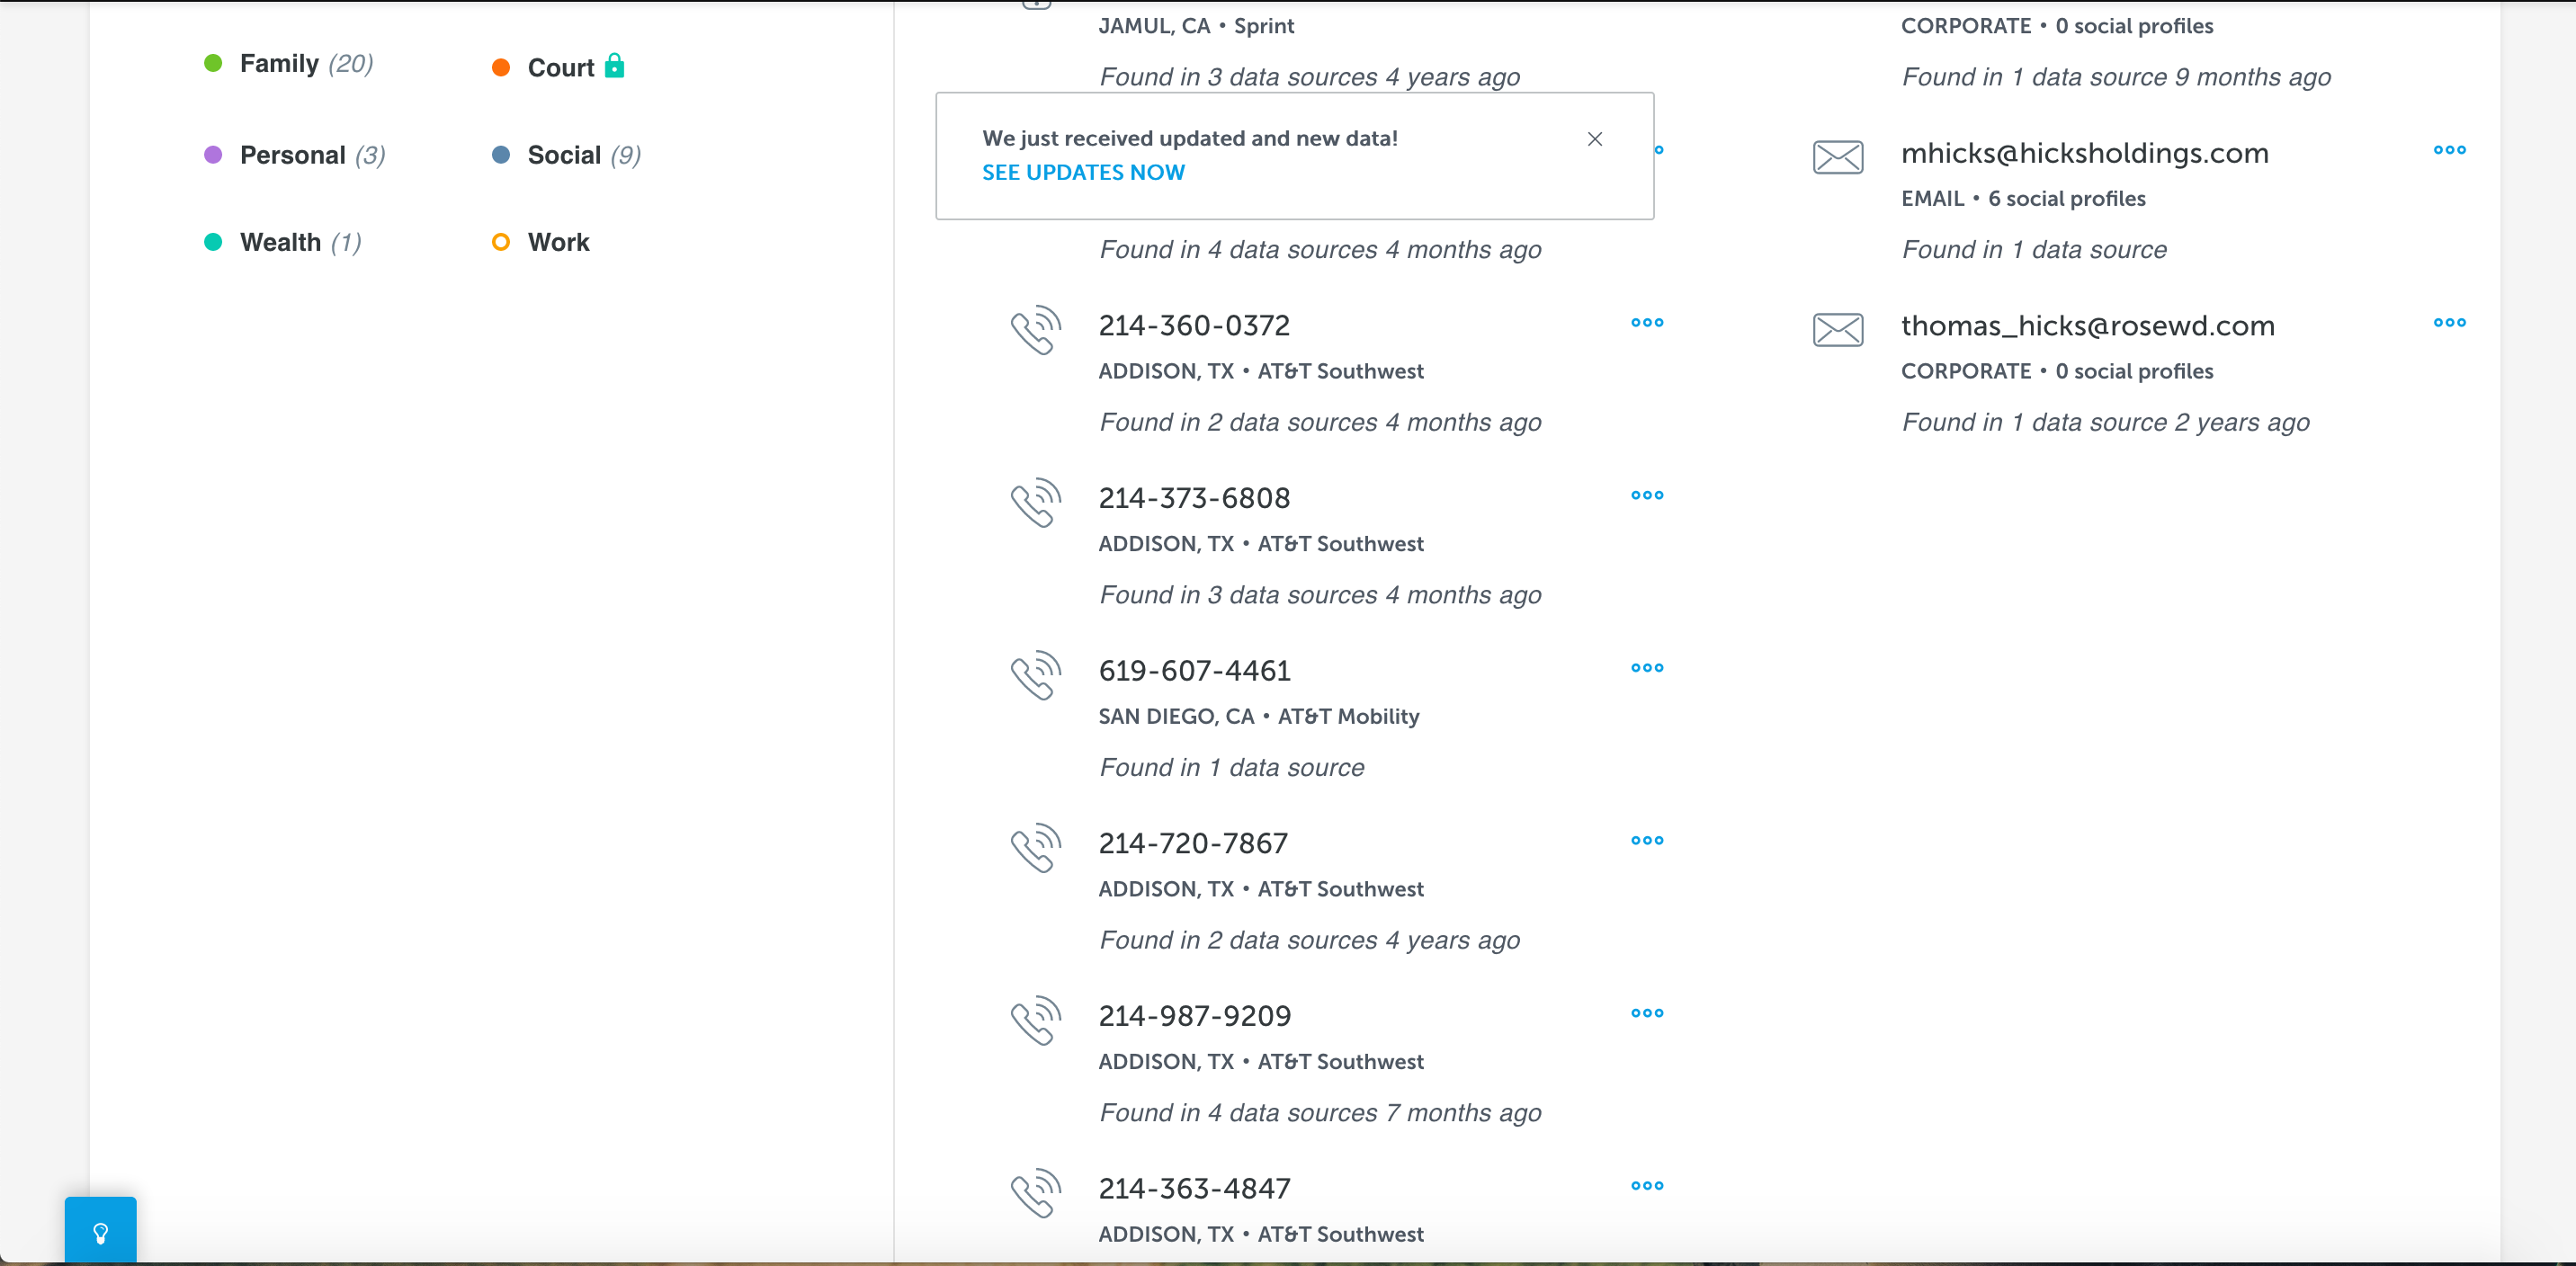 Family (20)
Court
Personal (3)
Social (9)
Wealth (1)
Work
JAMUL, CA • Sprint
Found in 3 data sources 4 years ago
We just received updated and new data!
SEE UPDATES NOW
Found in 4 data sources 4 months ago
214-360-0372
ADDISON, TX • AT&T Southwest
Found in 2 data sources 4 months ago
214-373-6808
ADDISON, TX • AT&T Southwest
Found in 3 data sources 4 months ago
619-607-4461
SAN DIEGO, CA • AT&T Mobility
Found in 1 data source
214-720-7867
ADDISON, TX • AT&T Southwest
Found in 2 data sources 4 years ago
214-987-9209
ADDISON, TX • AT&T Southwest
Found in 4 data sources 7 months ago
214-363-4847
ADDISON, TX • AT&T Southwest
CORPORATE • 0 social profiles
Found in 1 data source 9 months ago
mhicks@hicksholdings.com
EMAIL • 6 social profiles
Found in 1 data source
thomas_hicks@rosewd.com
CORPORATE • 0 social profiles
Found in 1 data source 2 years ago